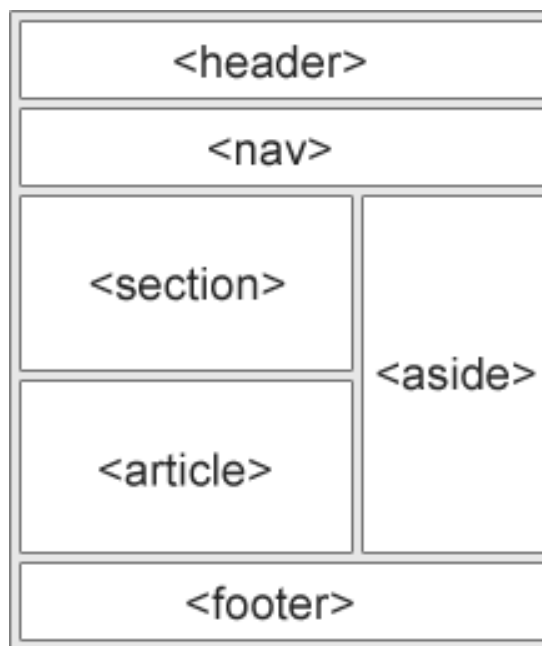 <header>
<nav>
<section>
<aside>
<article>
<footer>